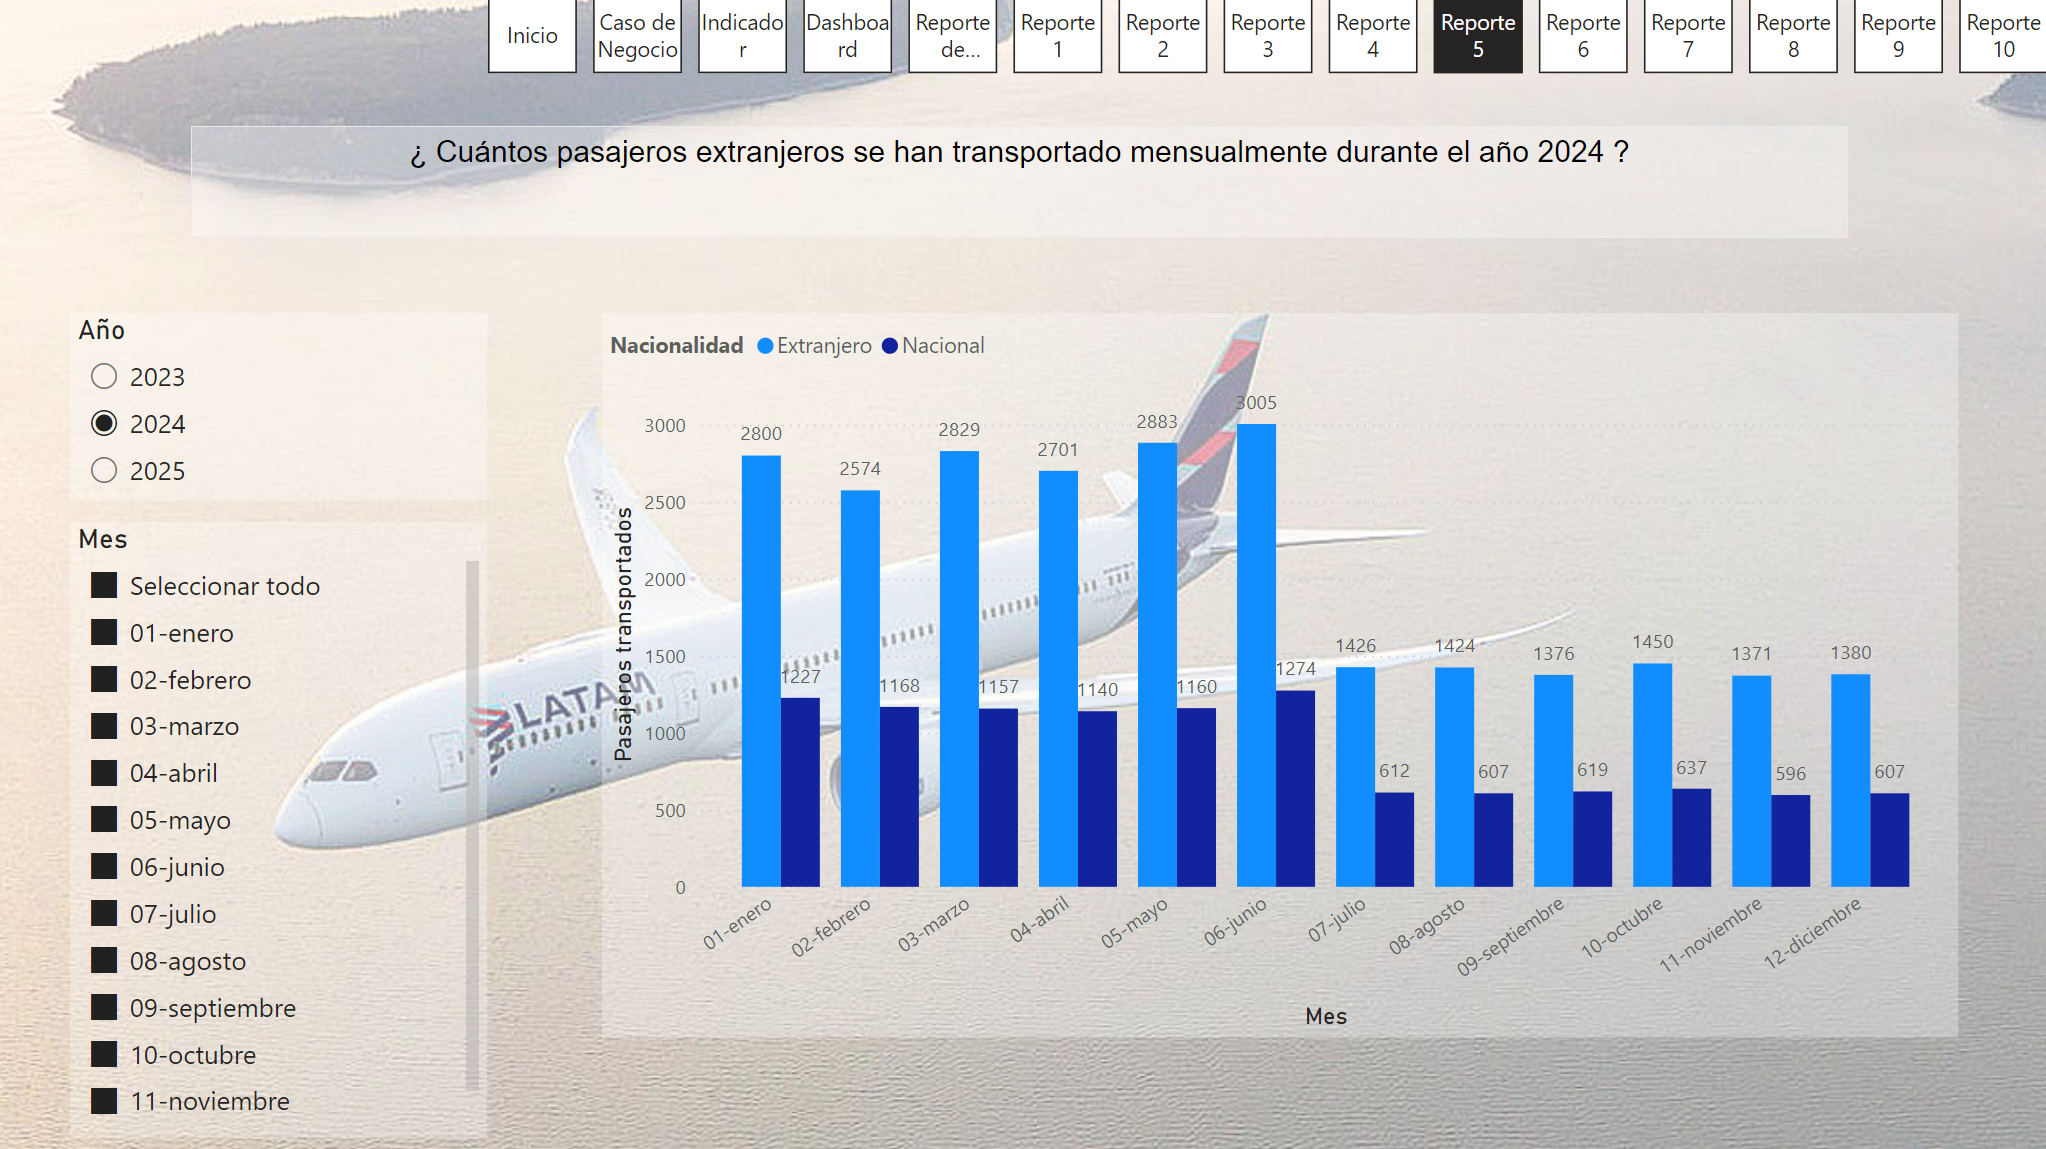 Inicio
Caso de
Negocio
Indicado
r
Dashboa
rd
Reporte
de...
Reporte
1
Reporte
2
Reporte
3
Reporte
4
Reporte
5
Reporte
6
Reporte
7
Reporte
8
Reporte
9
Reporte
10
¿ Cuántos pasajeros extranjeros se han transportado mensualmente durante el año 2024 ?
Año
2023
2024
2025
Mes
Seleccionar todo
01-enero
02-febrero
03-marzo
04-abril
05-mayo
06-junio
07-julio
08-agosto
09-septiembre
10-octubre
11-noviembre
Nacionalidad Extranjero Nacional
Pasajeros transportados
3000
2500
2000
1500
1000
500
0
2800
1227
2574
1168
2829
1157
2701
1140
2883
1160
3005
1274
1426
612
1424
607
1376
619
1450
637
1371
596
1380
607
01-enero
02-febrero
03-marzo
04-abril
05-mayo
06-junio
07-julio
08-agosto
09-septiembre
10-octubre
11-noviembre
12-diciembre
Mes
LATAM